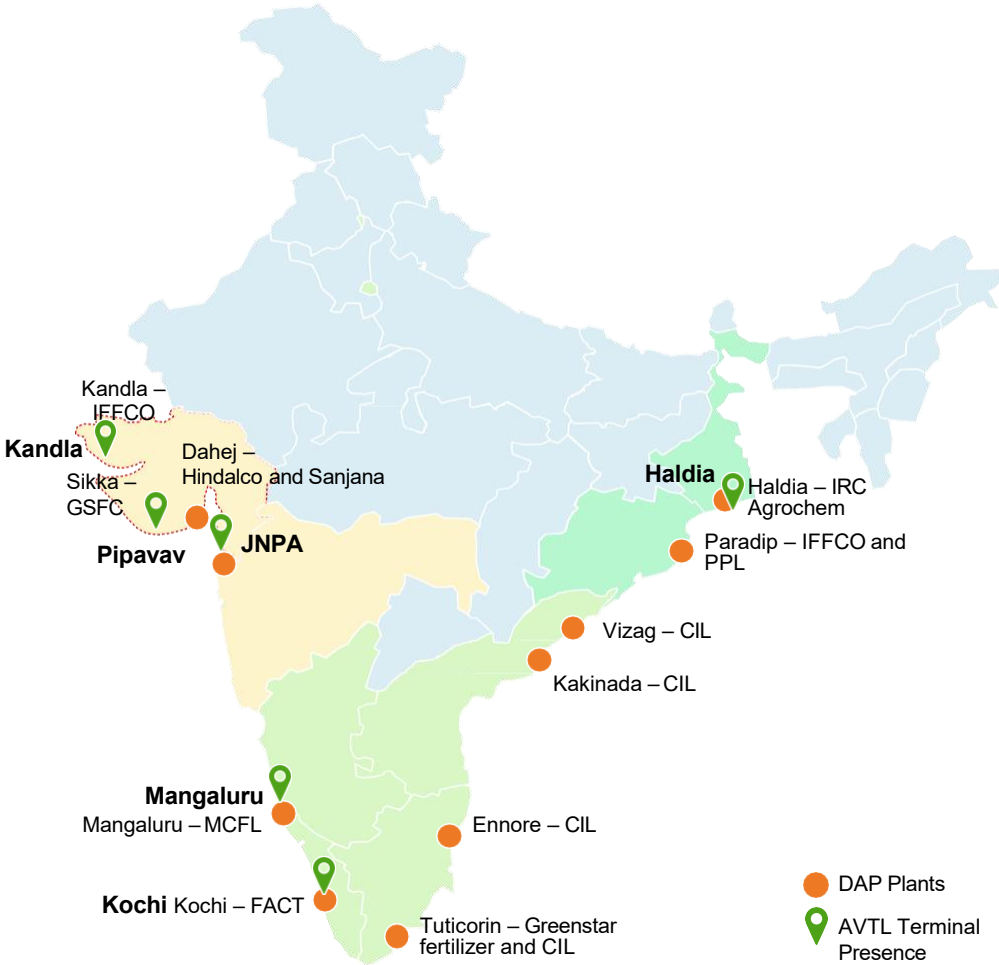 Kandla –
IFFCO
Kandla
Dahej –
Hindalco and Sanjana
Sikka –
GSFC
Pipavav
JNPA
Haldia
Haldia – IRC
Agrochem
Paradip – IFFCO and
PPL
Vizag – CIL
Kakinada – CIL
Mangaluru
Mangaluru – MCFL
Ennore – CIL
Kochi Kochi – FACT
Tuticorin – Greenstar
fertilizer and CIL
DAP Plants
AVTL Terminal
Presence